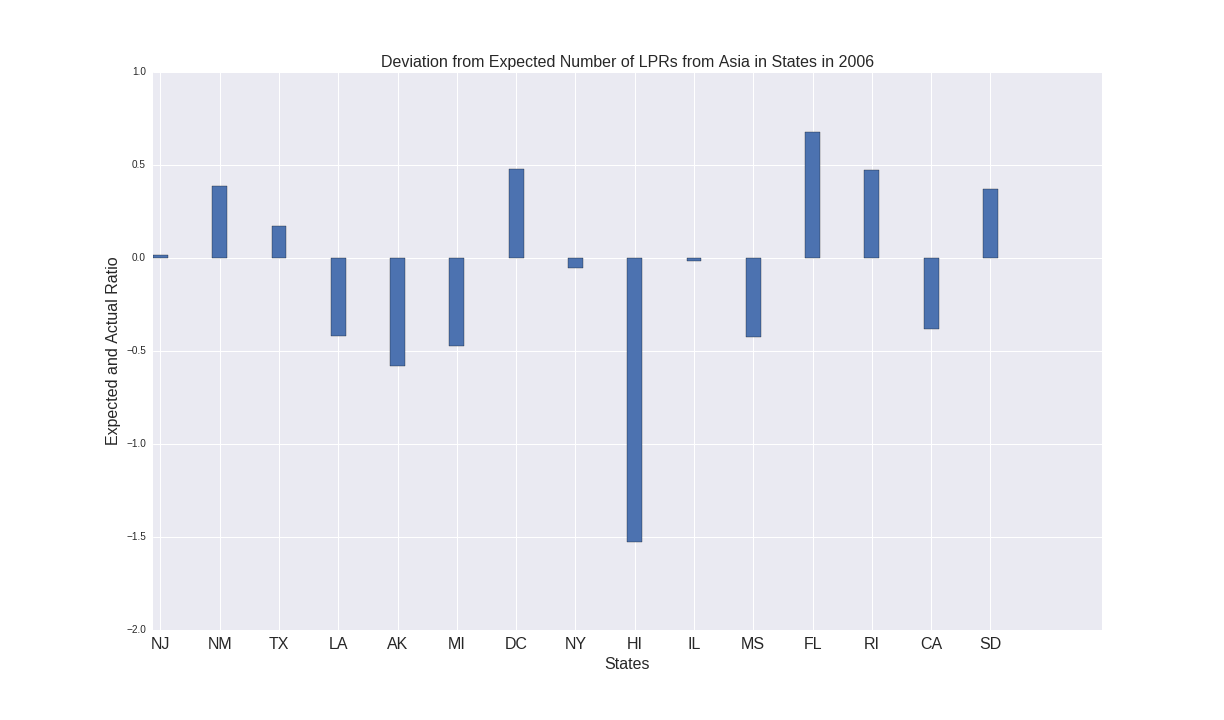 Deviation from Expected Number of LPRs from Asia in States in 2006
1.0
0.5
0.0
−0.5
−1.0
−1.5
−2.0
Expected and Actual Ratio
NJ NM TX LA AK MI DC NY HI IL MS FL RI CA SD
States